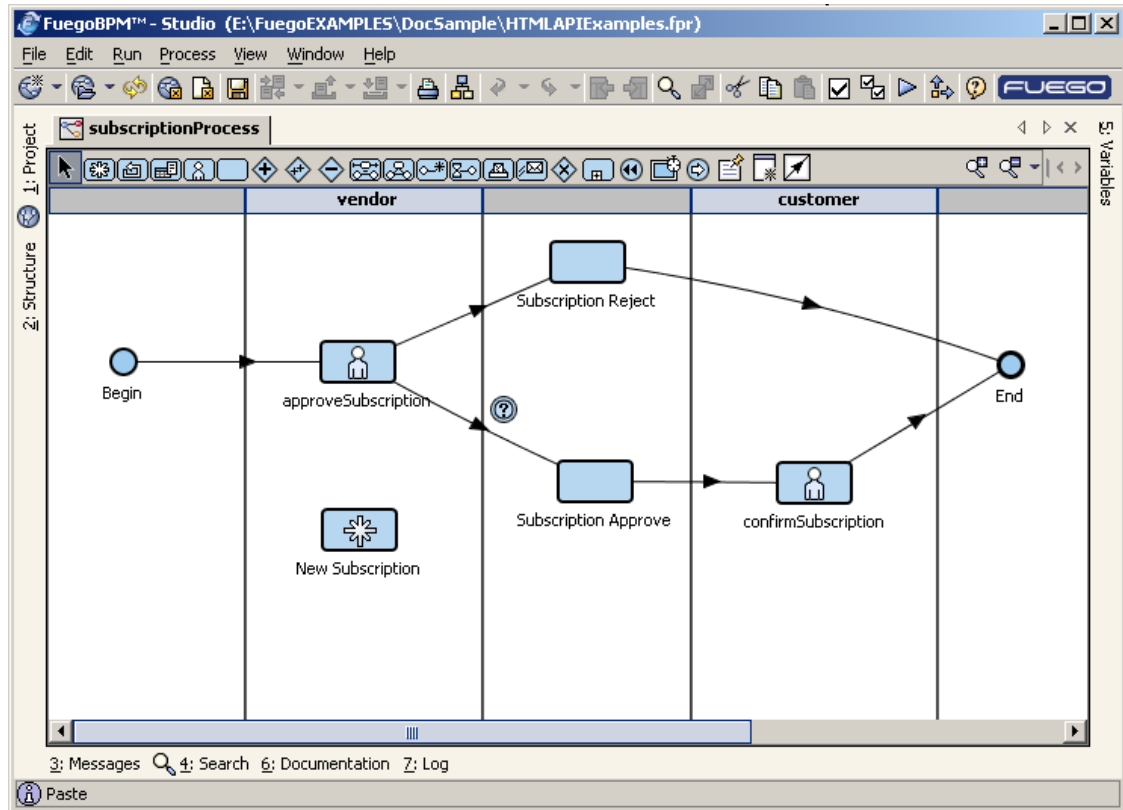 FuegoBPM™ - Studio (E:\FuegoEXAMPLES\DocSample\HTMLAPIExamples.fpr)
File Edit Run Process View Window Help
FUEGO
subscriptionProcess
1: Project
2: Structure
5: Variables
vendor customer
Subscription Reject
Begin
approveSubscription
End
Subscription Approve
confirmSubscription
New Subscription
3: Messages 4: Search 6: Documentation 7: Log
Paste